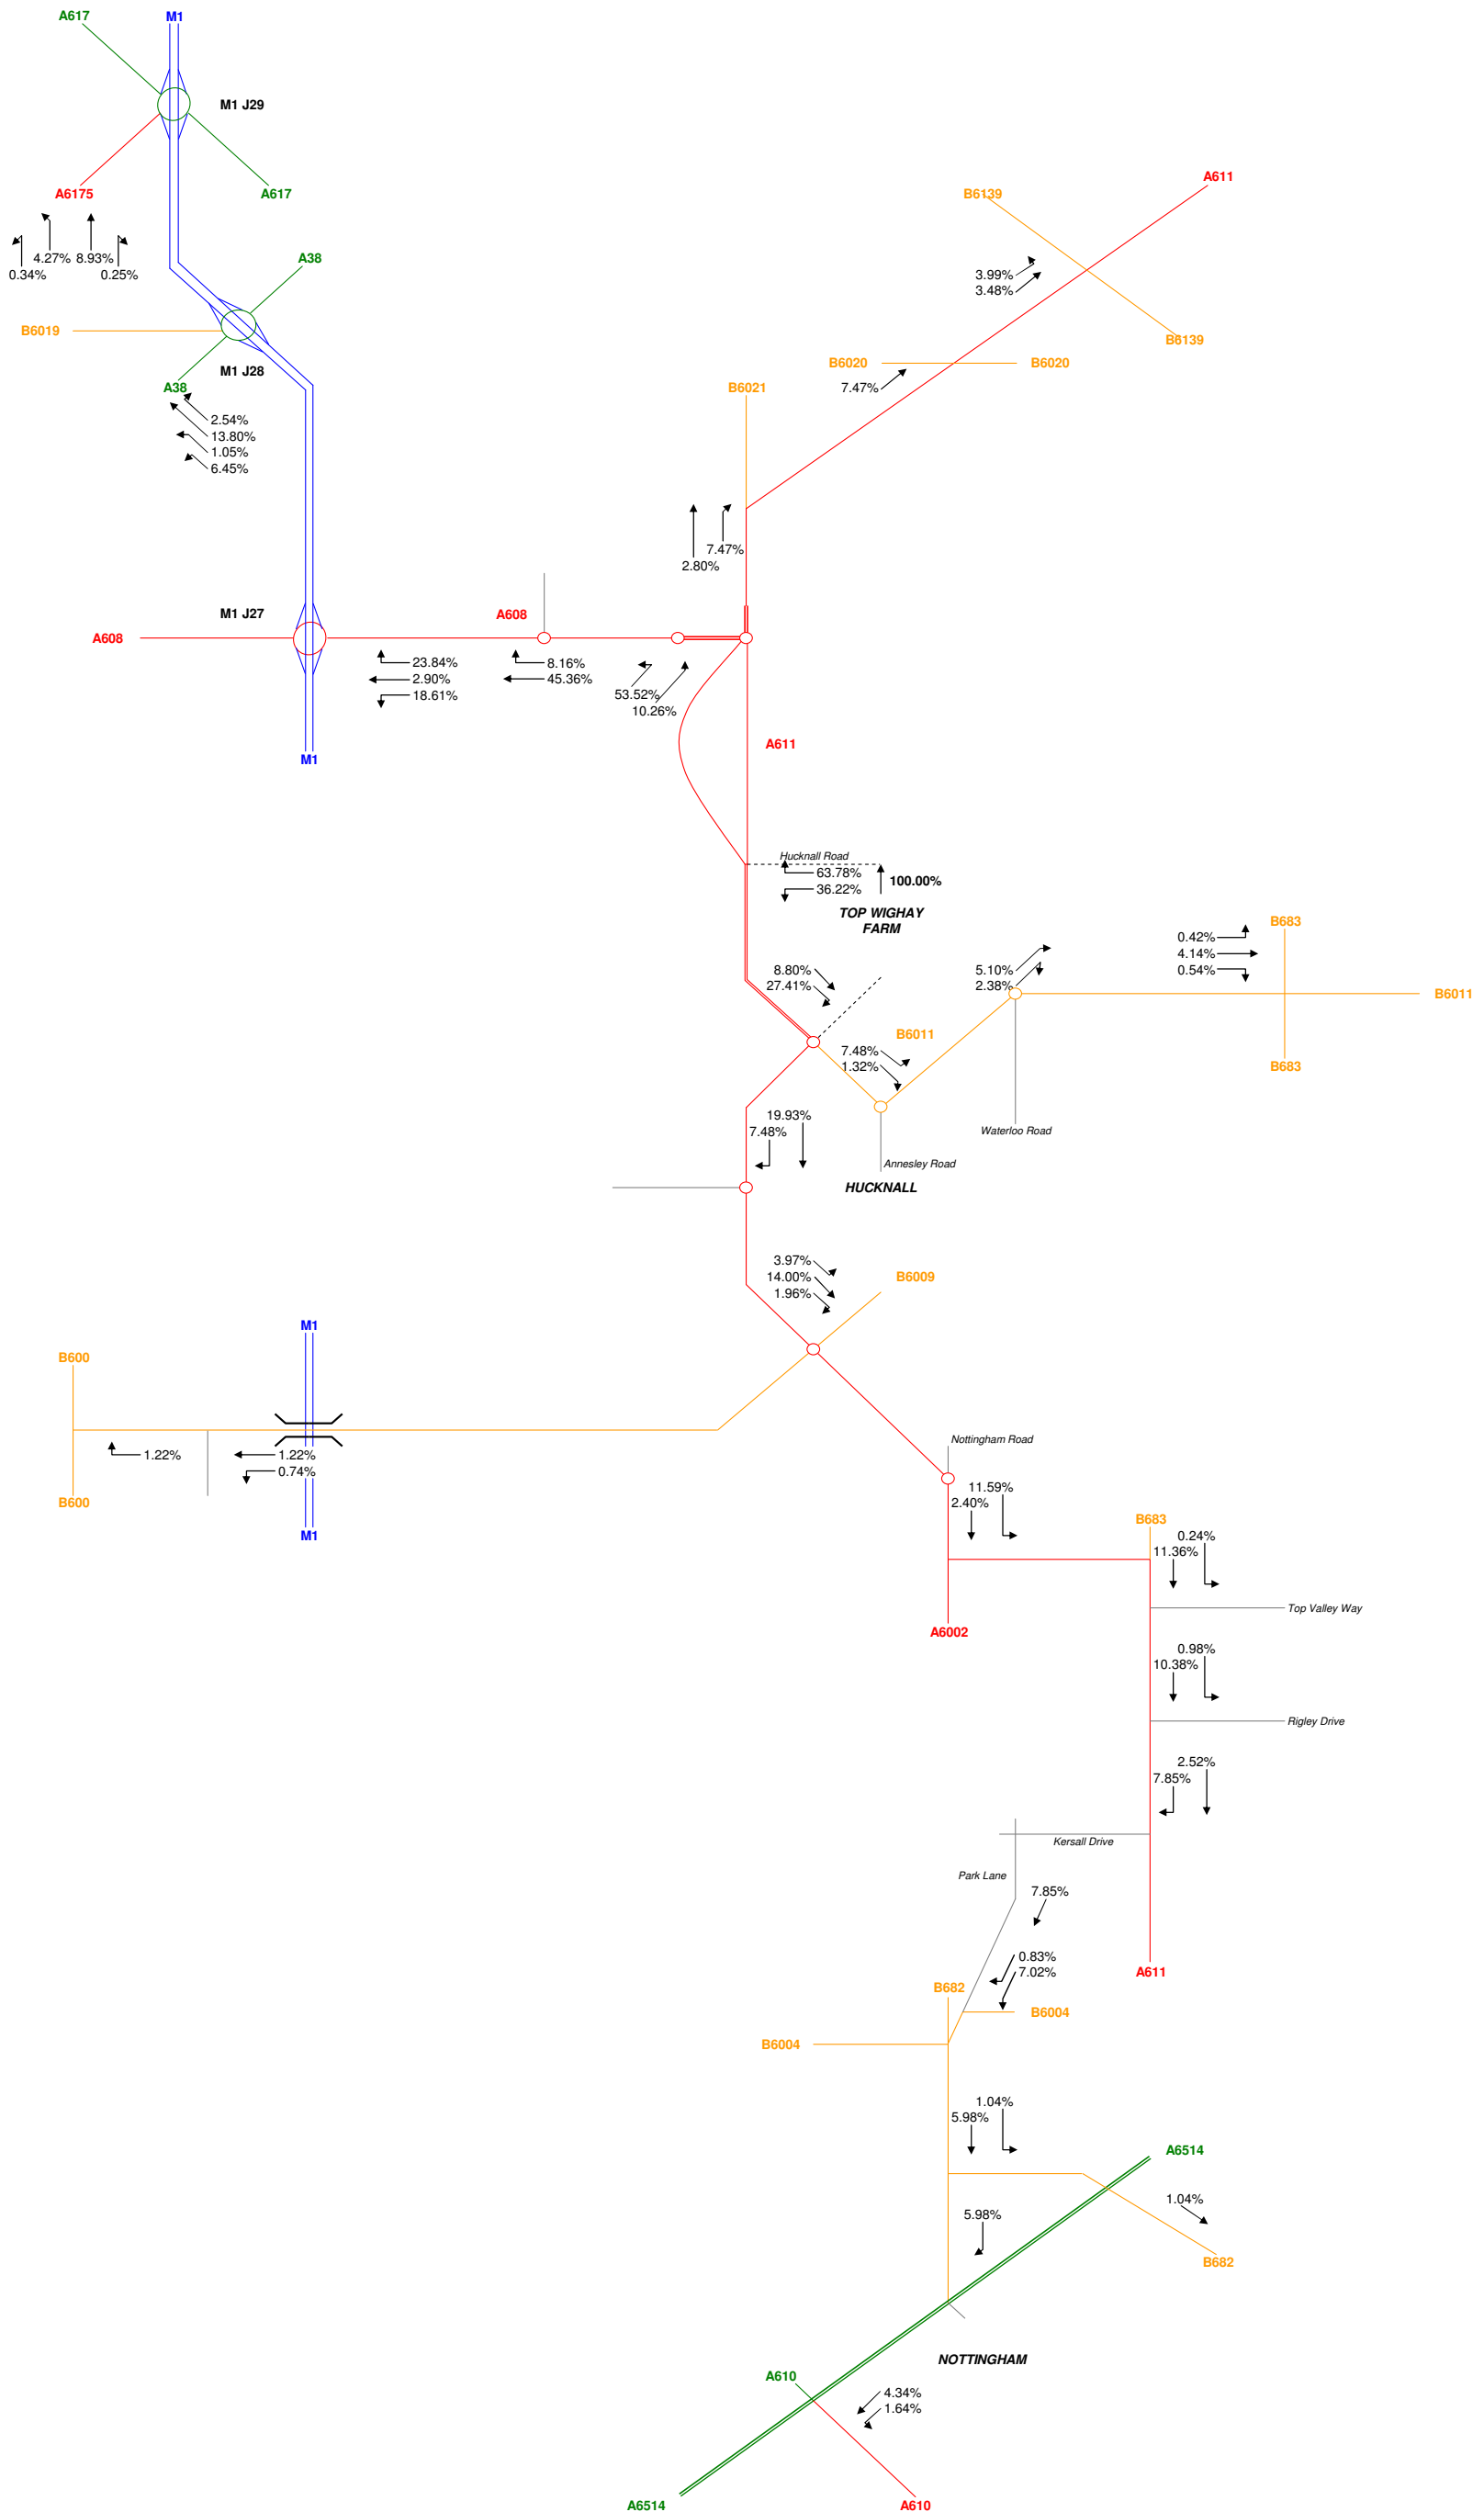 A617
M1
M1 J29
A6175
A617
A611
B6139
4.27%
8.93%
0.34%
0.25%
A38
3.99%
3.48%
B6019
B6139
B6020
B6020
M1 J28
A38
7.47%
B6021
2.54%
13.80%
1.05%
6.45%
7.47%
2.80%
M1 J27
A608
A608
23.84%
2.90%
18.61%
8.16%
45.36%
53.52%
10.26%
A611
M1
Hucknall Road
63.78%
36.22%
100.00%
TOP WIGHAY
FARM
B683
0.42%
4.14%
0.54%
8.80%
27.41%
5.10%
2.38%
B6011
B6011
7.48%
1.32%
B683
19.93%
7.48%
Waterloo Road
Annesley Road
HUCKNALL
3.97%
14.00%
1.96%
B6009
M1
B600
Nottingham Road
1.22%
1.22%
0.74%
11.59%
2.40%
B600
M1
B683
0.24%
11.36%
Top Valley Way
A6002
0.98%
10.38%
Rigley Drive
2.52%
7.85%
Kersall Drive
Park Lane
7.85%
0.83%
7.02%
A611
B682
B6004
B6004
1.04%
5.98%
A6514
1.04%
5.98%
B682
NOTTINGHAM
A610
4.34%
1.64%
A6514
A610